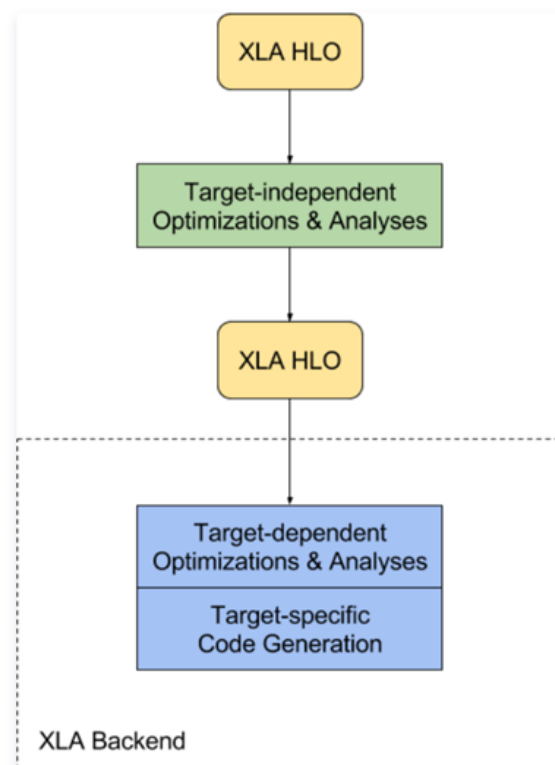 XLA HLO
Target-independent
Optimizations & Analyses
XLA HLO
Target-dependent
Optimizations & Analyses
Target-specific
Code Generation
XLA Backend